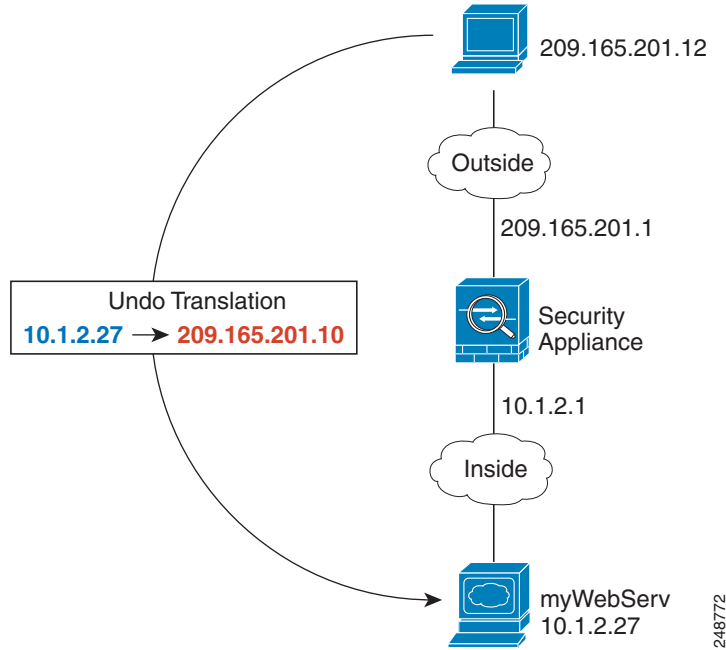 209.165.201.12
Outside
209.165.201.1
Undo Translation
10.1.2.27 → 209.165.201.10
Security
Appliance
10.1.2.1
Inside
myWebServ
10.1.2.27
248772